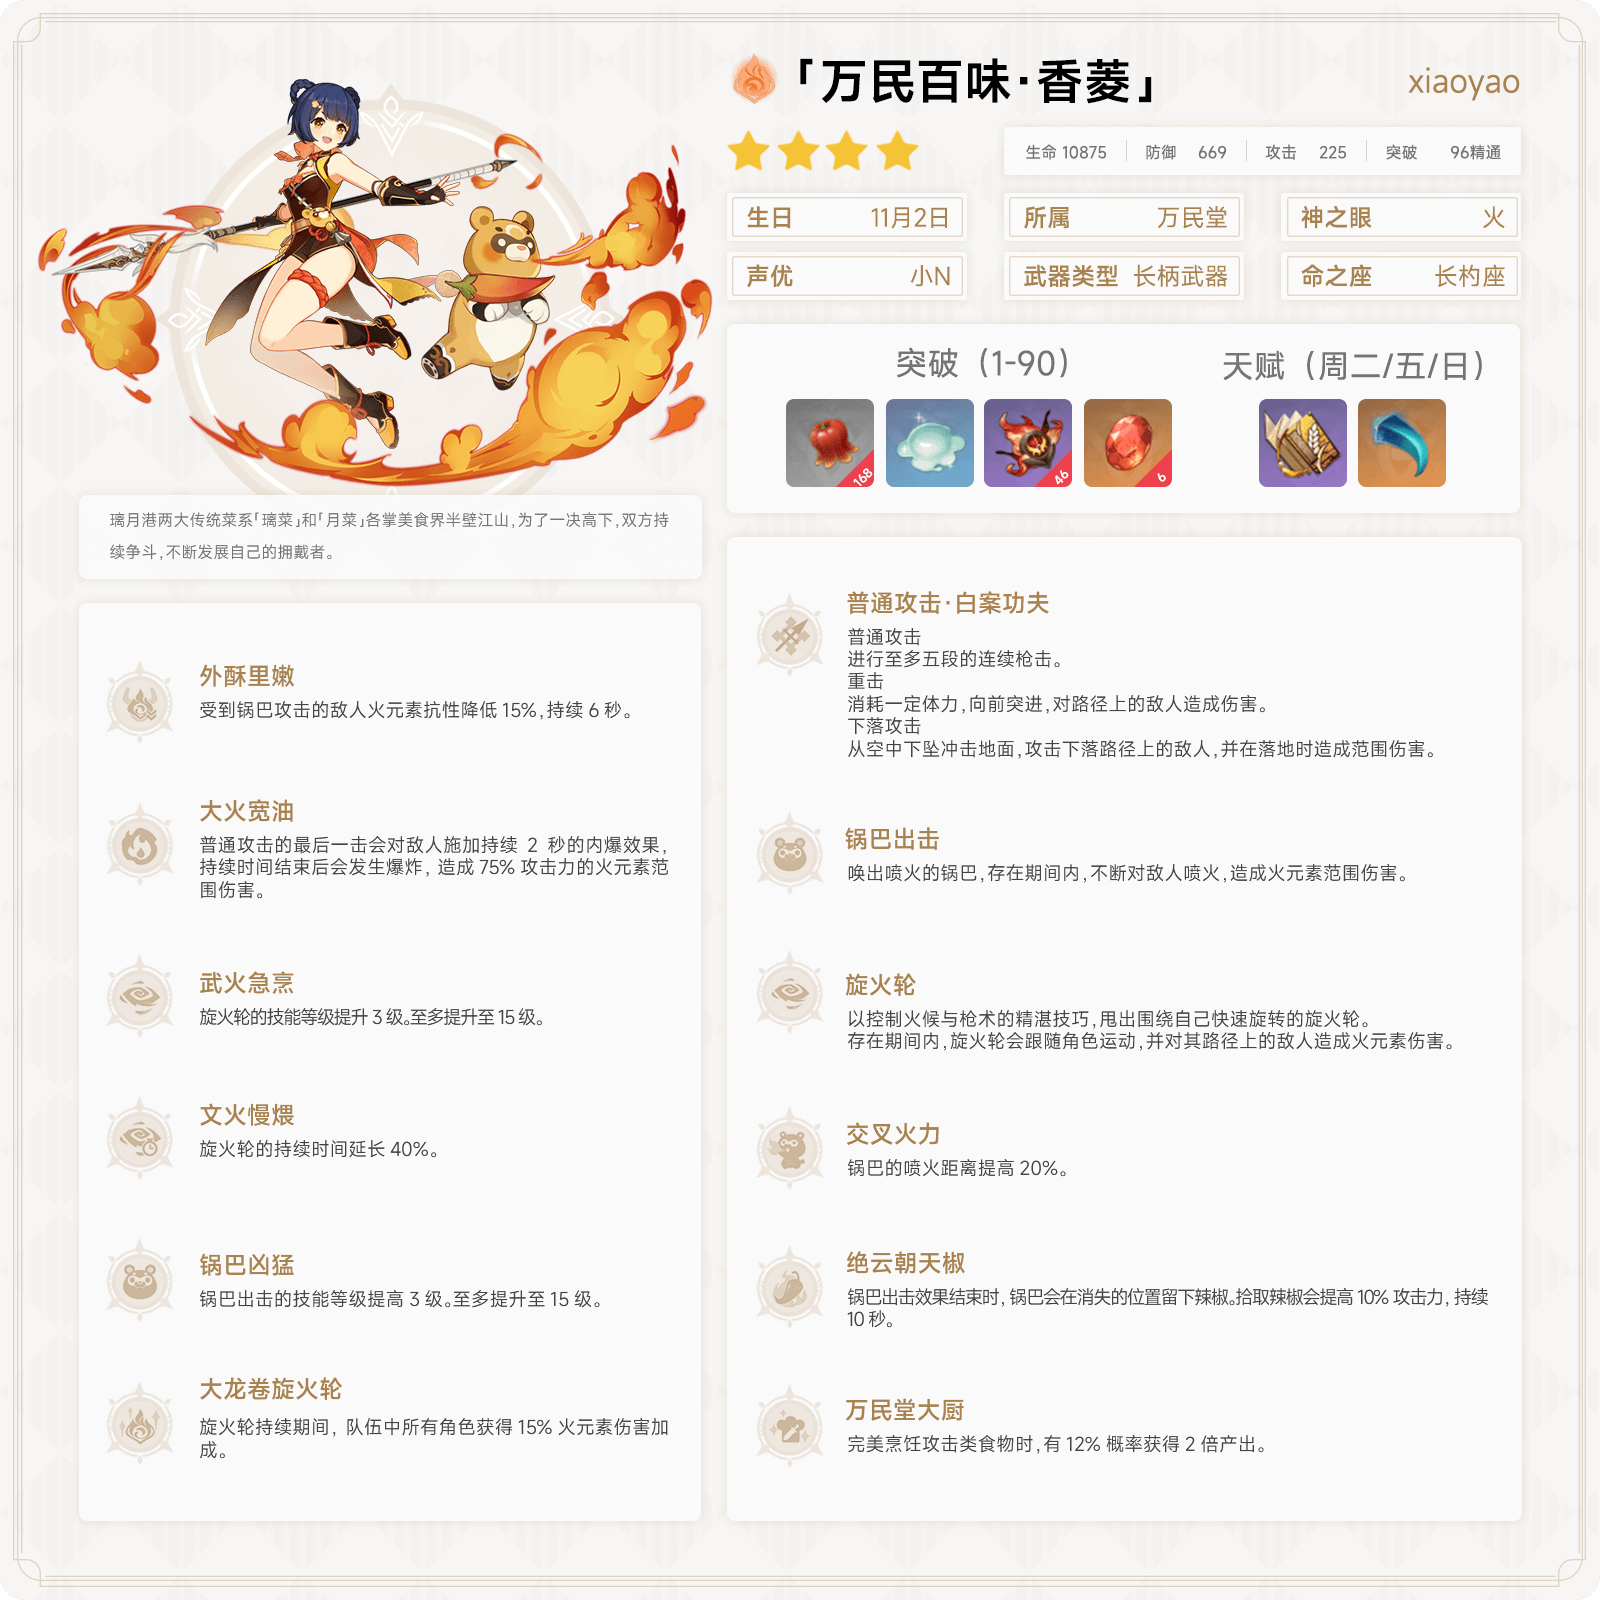 「万民百味·香菱」
xiaoyao
生命 10875 防御 669 攻击 225 突破 96精通
生日 11月2日 所属 万民堂 神之眼 火
声优 小N 武器类型 长柄武器 命之座 长杓座
突破（1-90） 天赋（周二/五/日）
168 46 6
璃月港两大传统菜系「璃菜」和「月菜」各掌美食界半壁江山,为了一决高下,双方持
续争斗,不断发展自己的拥戴者。
外酥里嫩
受到锅巴攻击的敌人火元素抗性降低 15%,持续 6 秒。
大火宽油
普通攻击的最后一击会对敌人施加持续 2 秒的内爆效果,
持续时间结束后会发生爆炸, 造成 75% 攻击力的火元素范
围伤害。
武火急烹
旋火轮的技能等级提升 3 级。至多提升至 15 级。
文火慢煨
旋火轮的持续时间延长 40%。
锅巴凶猛
锅巴出击的技能等级提高 3 级。至多提升至 15 级。
大龙卷旋火轮
旋火轮持续期间, 队伍中所有角色获得 15% 火元素伤害加
成。
普通攻击·白案功夫
普通攻击
进行至多五段的连续枪击。
重击
消耗一定体力,向前突进,对路径上的敌人造成伤害。
下落攻击
从空中下坠冲击地面,攻击下落路径上的敌人,并在落地时造成范围伤害。
锅巴出击
唤出喷火的锅巴,存在期间内,不断对敌人喷火,造成火元素范围伤害。
旋火轮
以控制火候与枪术的精湛技巧,甩出围绕自己快速旋转的旋火轮。
存在期间内,旋火轮会跟随角色运动,并对其路径上的敌人造成火元素伤害。
交叉火力
锅巴的喷火距离提高 20%。
绝云朝天椒
锅巴出击效果结束时, 锅巴会在消失的位置留下辣椒。拾取辣椒会提高 10% 攻击力, 持续
10 秒。
万民堂大厨
完美烹饪攻击类食物时,有 12% 概率获得 2 倍产出。